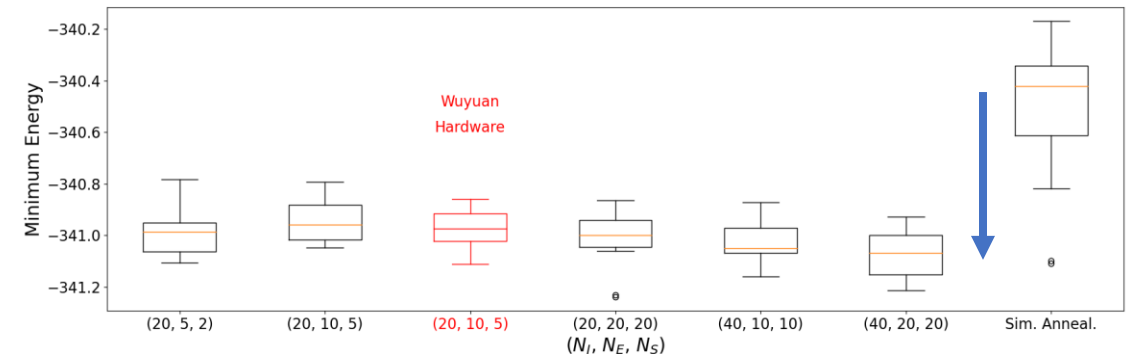 Minimum Energy
−340.2
−340.4
−340.6
−340.8
−341.0
−341.2
Wuyuan
Hardware
(20, 5, 2) (20, 10, 5) (20, 10, 5) (20, 20, 20) (40, 10, 10) (40, 20, 20) Sim. Anneal.
(N_I, N_E, N_S)